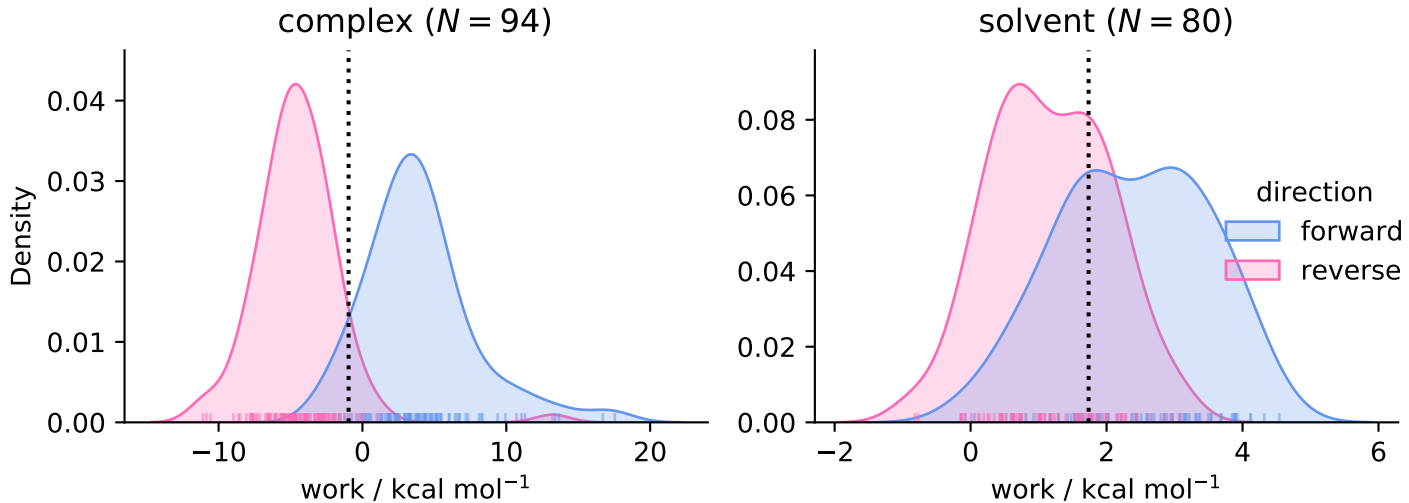 complex (N = 94)
Density
0.04
0.03
0.02
0.01
0.00
−10
0
10
20
work / kcal mol⁻¹
solvent (N = 80)
0.08
0.06
0.04
0.02
0.00
−2
0
2
4
6
work / kcal mol⁻¹
direction
forward
reverse